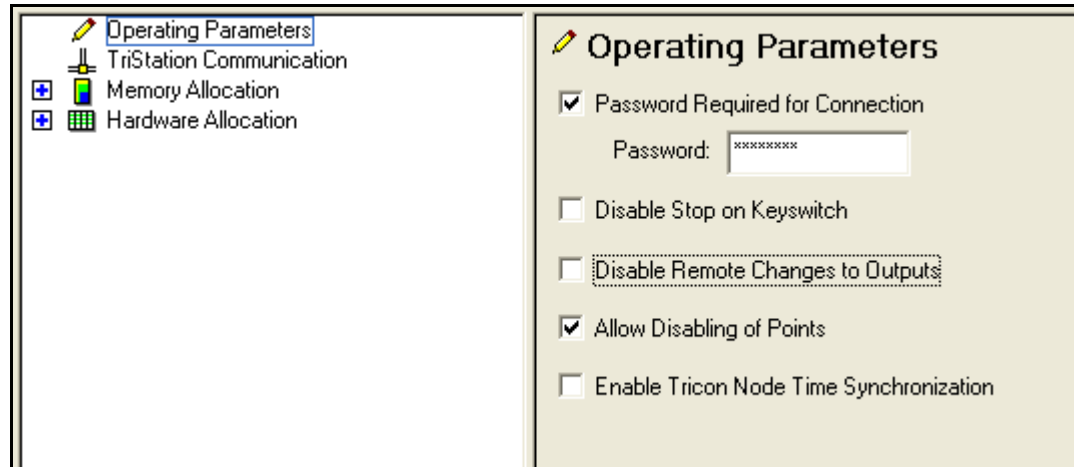 Operating Parameters
TriStation Communication
Memory Allocation
Hardware Allocation
Operating Parameters
Password Required for Connection
Password: ********
Disable Stop on Keyswitch
Disable Remote Changes to Outputs
Allow Disabling of Points
Enable Tricon Node Time Synchronization